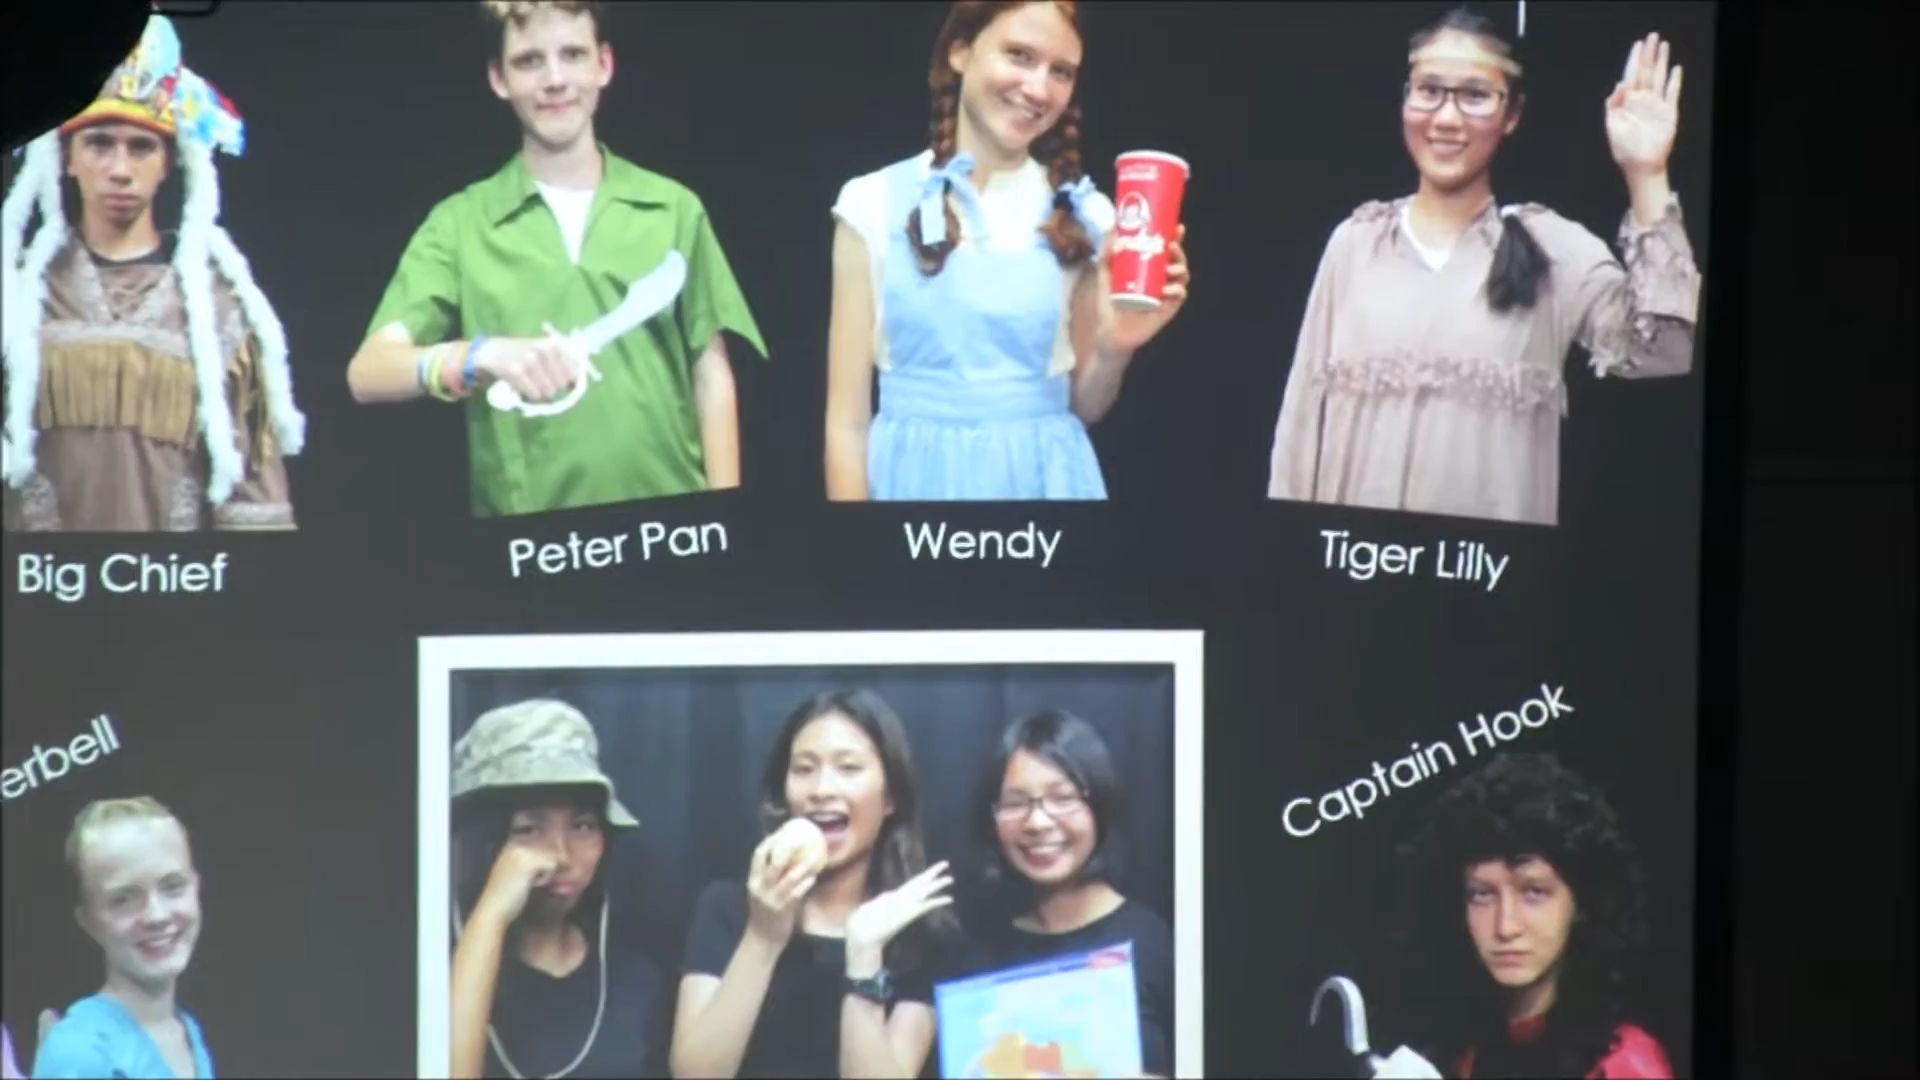 Big Chief
Peter Pan
Wendy
Tiger Lilly
erbell
Captain Hook